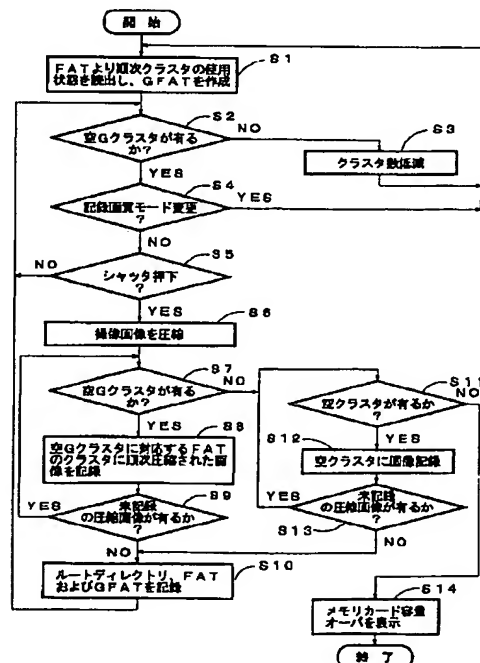 開始
S1
FATより順次クラスタの使用
状態を読出し、GFATを作成
S2
空Gクラスタが有る
か?
NO
YES
S3
クラスタ数低減
S4
記録画質モード変更
?
YES
NO
S5
シャッタ押下
?
NO
YES
S6
撮像画像を圧縮
S7
空Gクラスタが有る
か?
NO
YES
S8
空Gクラスタに対応するFAT
のクラスタに順次圧縮された画
像を記録
S9
未記録
の圧縮画像が有るか
?
YES
NO
S10
ルートディレクトリ、FAT
およびGFATを記録
S11
空クラスタが有るか
?
NO
YES
S12
空クラスタに画像記録
未記録
の圧縮画像が有るか
?
YES
S13
NO
S14
メモリカード容量
オーバを表示
終了